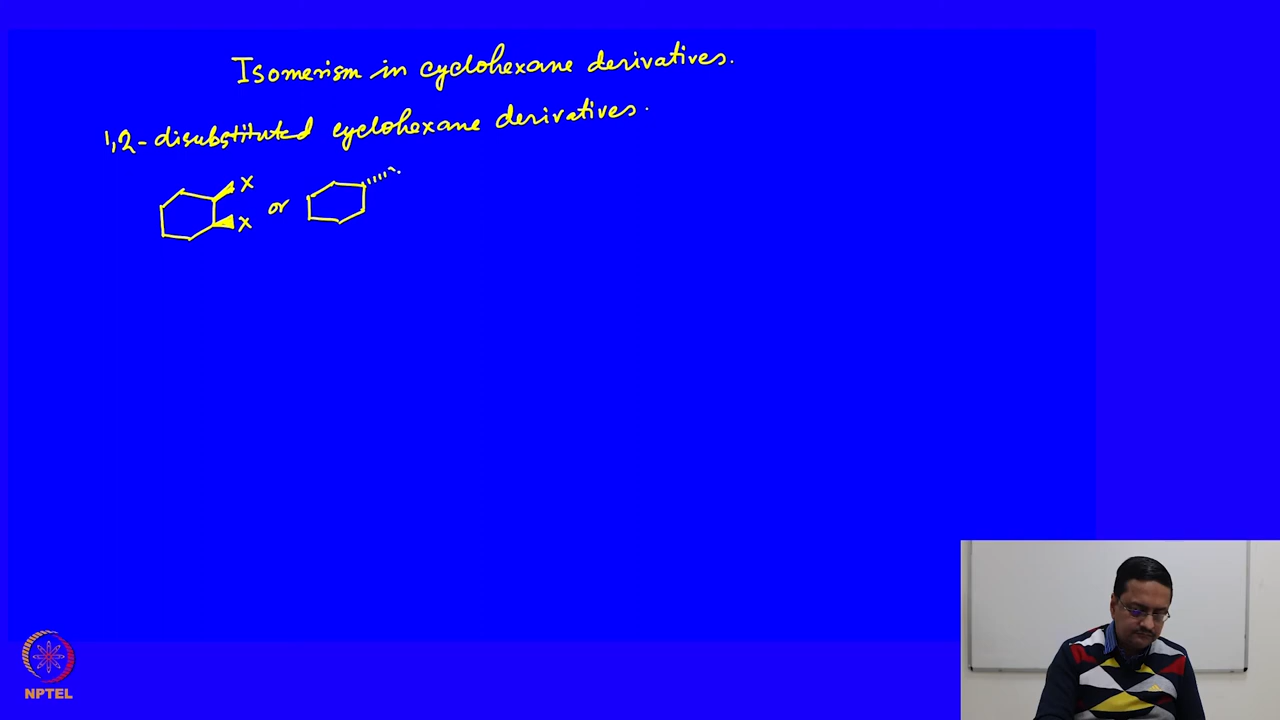 Isomerism in cyclohexane derivatives.
1,2-disubstituted cyclohexane derivatives.
X
X or
NPTEL